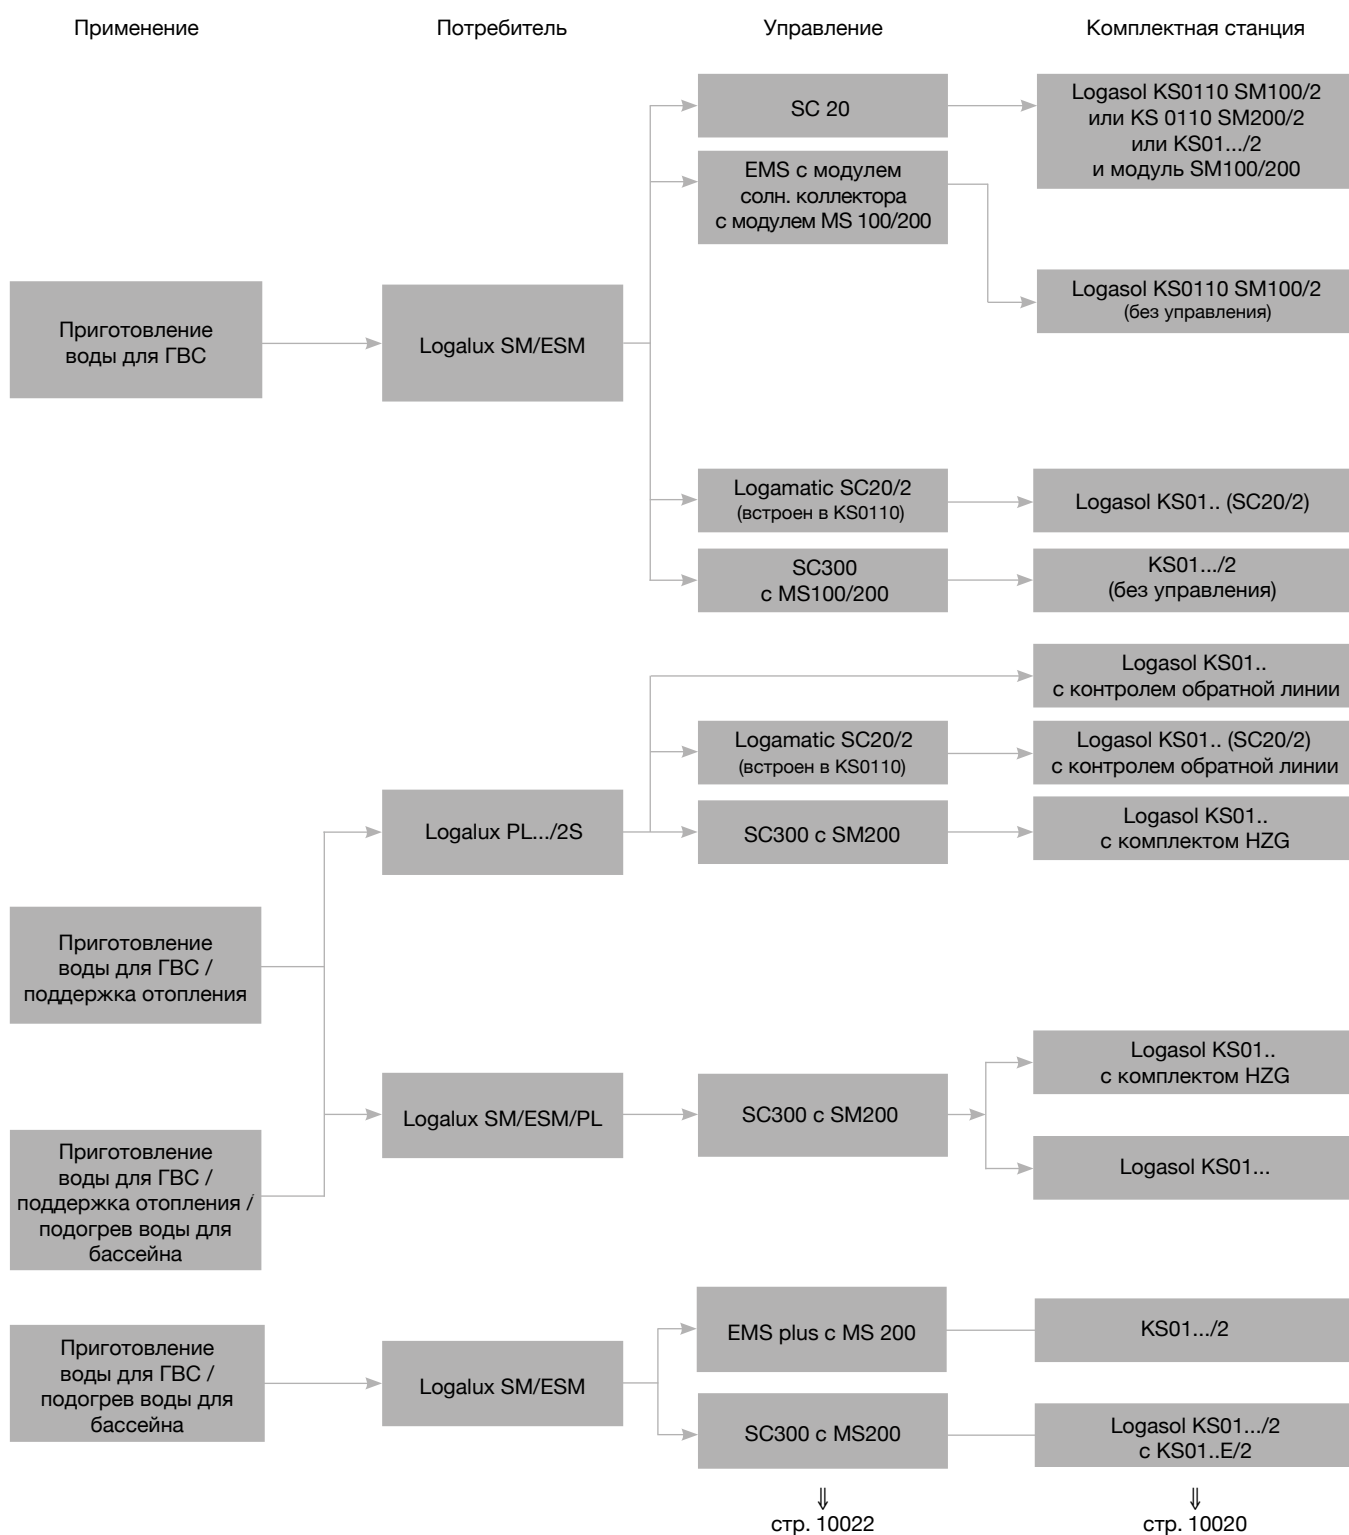 Применение
Потребитель
Управление
Комплектная станция
SC 20
Logasol KS0110 SM100/2
или KS 0110 SM200/2
или KS01.../2
и модуль SM100/200
EMS с модулем
солн. коллектора
с модулем MS 100/200
Logasol KS0110 SM100/2
(без управления)
Приготовление
воды для ГВС
Logalux SM/ESM
Logamatic SC20/2
(встроен в KS0110)
Logasol KS01.. (SC20/2)
SC300
с MS100/200
KS01.../2
(без управления)
Logasol KS01..
с контролем обратной линии
Logamatic SC20/2
(встроен в KS0110)
Logasol KS01.. (SC20/2)
с контролем обратной линии
Logalux PL.../2S
SC300 с SM200
Logasol KS01..
с комплектом HZG
Приготовление
воды для ГВС /
поддержка отопления
Logasol KS01..
с комплектом HZG
Logalux SM/ESM/PL
SC300 с SM200
Logasol KS01...
Приготовление
воды для ГВС /
поддержка отопления /
подогрев воды для
бассейна
EMS plus с MS 200
KS01.../2
Приготовление
воды для ГВС /
подогрев воды для
бассейна
Logalux SM/ESM
SC300 с MS200
Logasol KS01.../2
с KS01..E/2
⇓
⇓
стр. 10022
стр. 10020